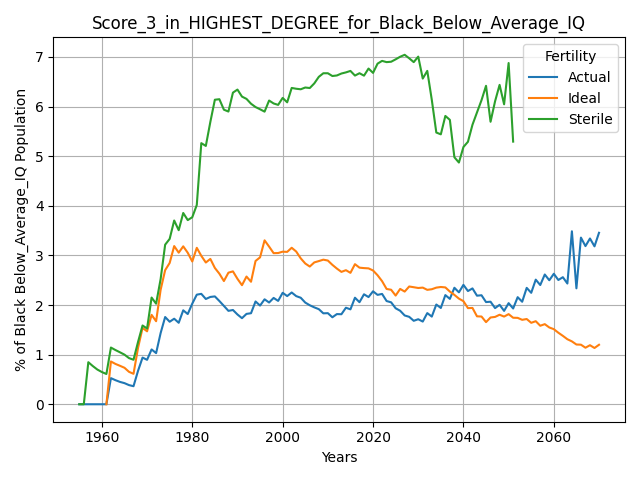 Score_3_in_HIGHEST_DEGREE_for_Black_Below_Average_IQ
% of Black Below_Average_IQ Population
7
6
5
4
3
2
1
0
Fertility
Actual
Ideal
Sterile
1960 1980 2000 2020 2040 2060
Years